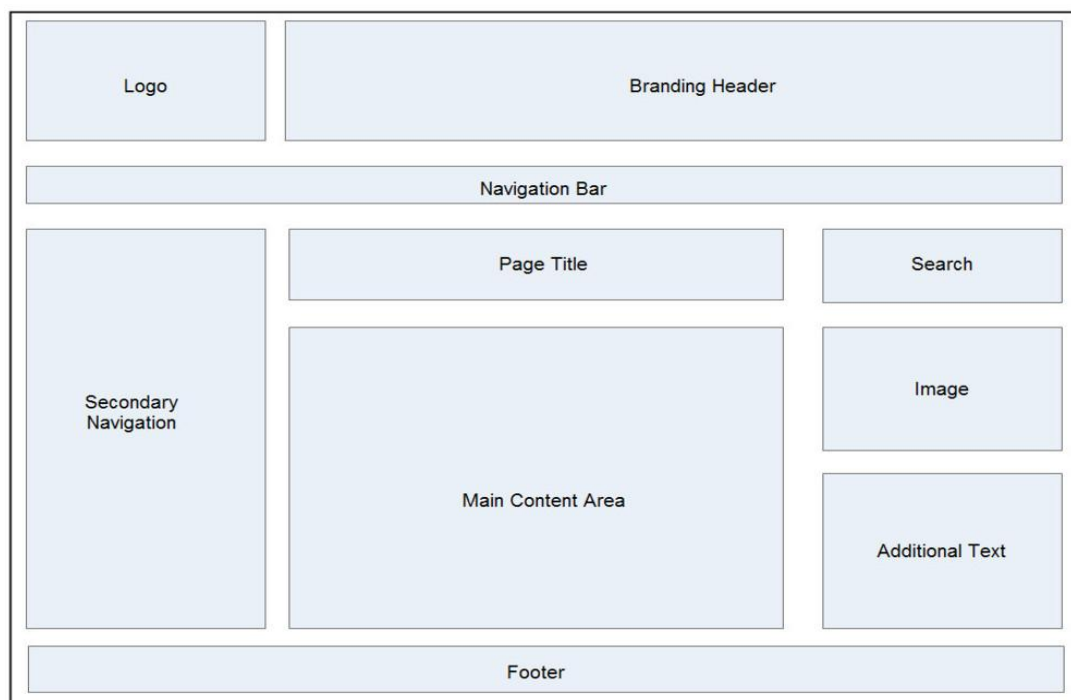 Logo
Branding Header
Navigation Bar
Secondary
Navigation
Page Title
Search
Main Content Area
Image
Additional Text
Footer